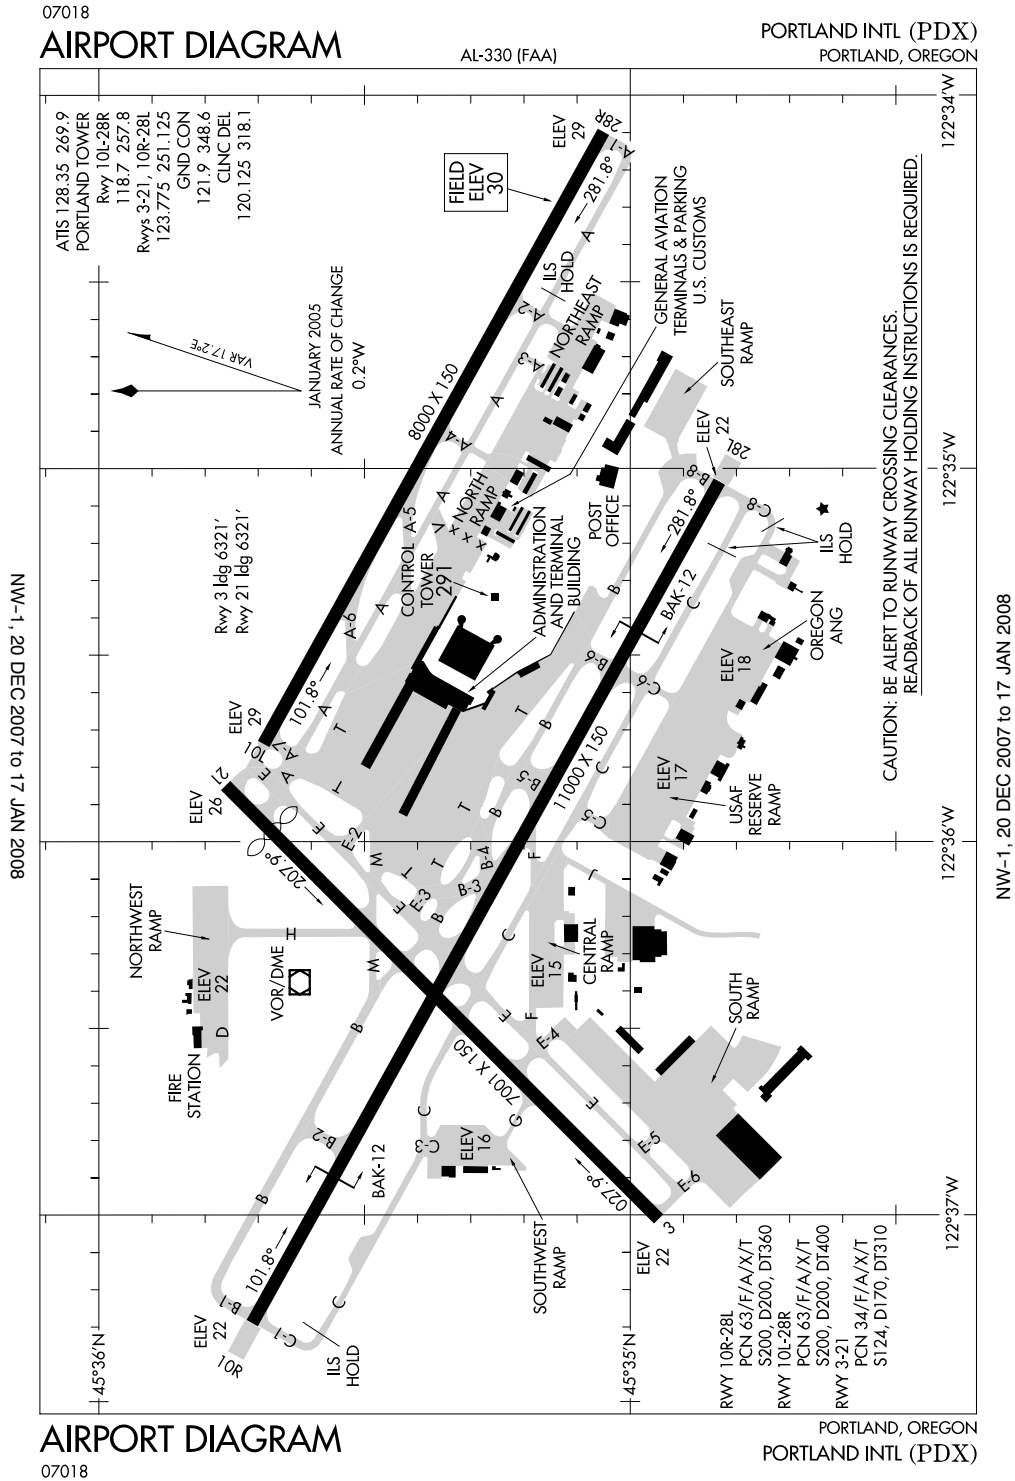 07018
AIRPORT DIAGRAM
AL-330 (FAA)
PORTLAND INTL (PDX)
PORTLAND, OREGON
ATIS 128.35 269.9
PORTLAND TOWER
Rwy 10L-28R
118.7 257.8
Rwys 3-21, 10R-28L
123.775 251.125
GND CON
121.9 348.6
CLNC DEL
120.125 318.1
VAR 17.2°E
JANUARY 2005
ANNUAL RATE OF CHANGE
0.2°W
Rwy 3 ldg 6321'
Rwy 21 ldg 6321'
FIELD
ELEV
30
ELEV
29
28R
A-1
281.8°
A
ILS
HOLD
A-2
NORTHEAST
RAMP
A-3
GENERAL AVIATION
TERMINALS & PARKING
U.S. CUSTOMS
SOUTHEAST
RAMP
8000 X 150
A
A-4
A
NORTH
RAMP
X X X X V
A-5
POST
OFFICE
ELEV
22
28L
B-8
281.8°
C-8
ILS
HOLD
CONTROL
TOWER
291
ADMINISTRATION
AND TERMINAL
BUILDING
A-6
A
B
BAK-12
C
OREGON
ANG
ELEV
18
B-6
C-6
ELEV
29
10L
101.8°
A
T
A-7
A
E
21
ELEV
26
T
B
11000 X 150
C
B-5
ELEV
17
USAF
RESERVE
RAMP
C-5
E
T
T
B
E-2
M
207.9°
T
T
B-4
B-3
F
J
E
E-3
B
NORTHWEST
RAMP
H
ELEV
22
VOR/DME
M
C
ELEV
15
CENTRAL
RAMP
SOUTH
RAMP
D
FIRE
STATION
B
7001 X 150
E
F
E-4
E
G
C
C-3
ELEV
16
E-5
E-6
B-2
BAK-12
027.9°
3
ELEV
22
SOUTHWEST
RAMP
B
101.8°
B-1
ELEV
22
10R
C-1
C
ILS
HOLD
CAUTION: BE ALERT TO RUNWAY CROSSING CLEARANCES.
READBACK OF ALL RUNWAY HOLDING INSTRUCTIONS IS REQUIRED.
122°34'W
122°35'W
122°36'W
122°37'W
45°36'N
45°35'N
RWY 10R-28L
PCN 63/F/A/X/T
S200, D200, DT360
RWY 10L-28R
PCN 63/F/A/X/T
S200, D200, DT400
RWY 3-21
PCN 34/F/A/X/T
S124, D170, DT310
NW-1, 20 DEC 2007 to 17 JAN 2008
NW-1, 20 DEC 2007 to 17 JAN 2008
AIRPORT DIAGRAM
07018
PORTLAND, OREGON
PORTLAND INTL (PDX)